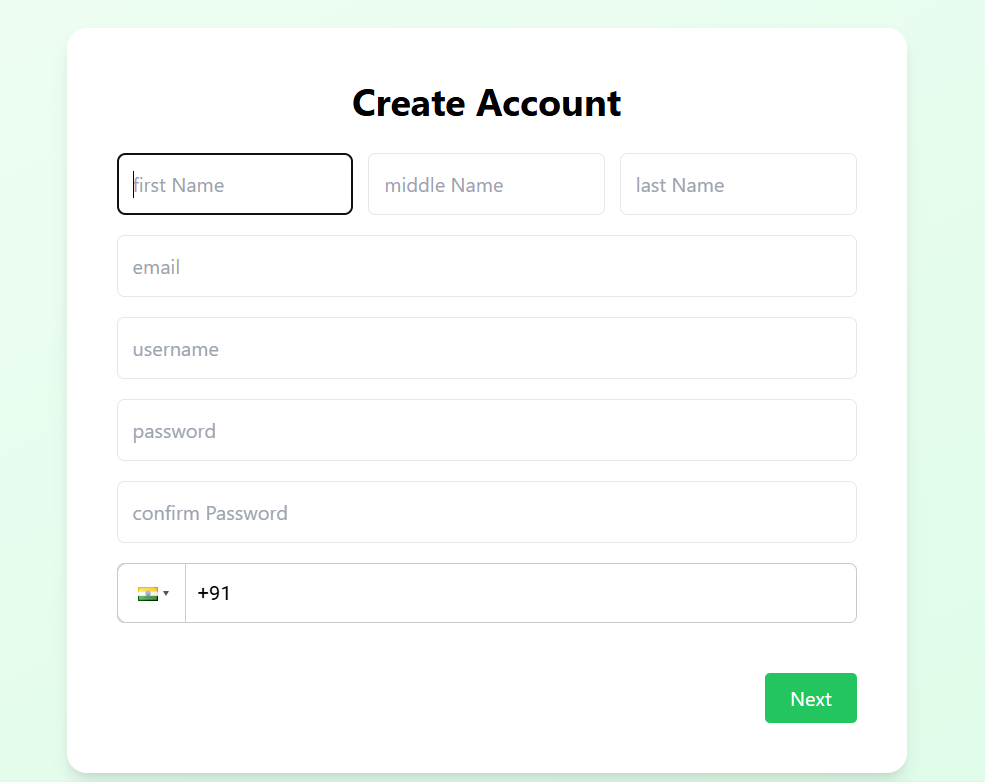 Create Account
first Name middle Name last Name
email
username
password
confirm Password
+91
Next